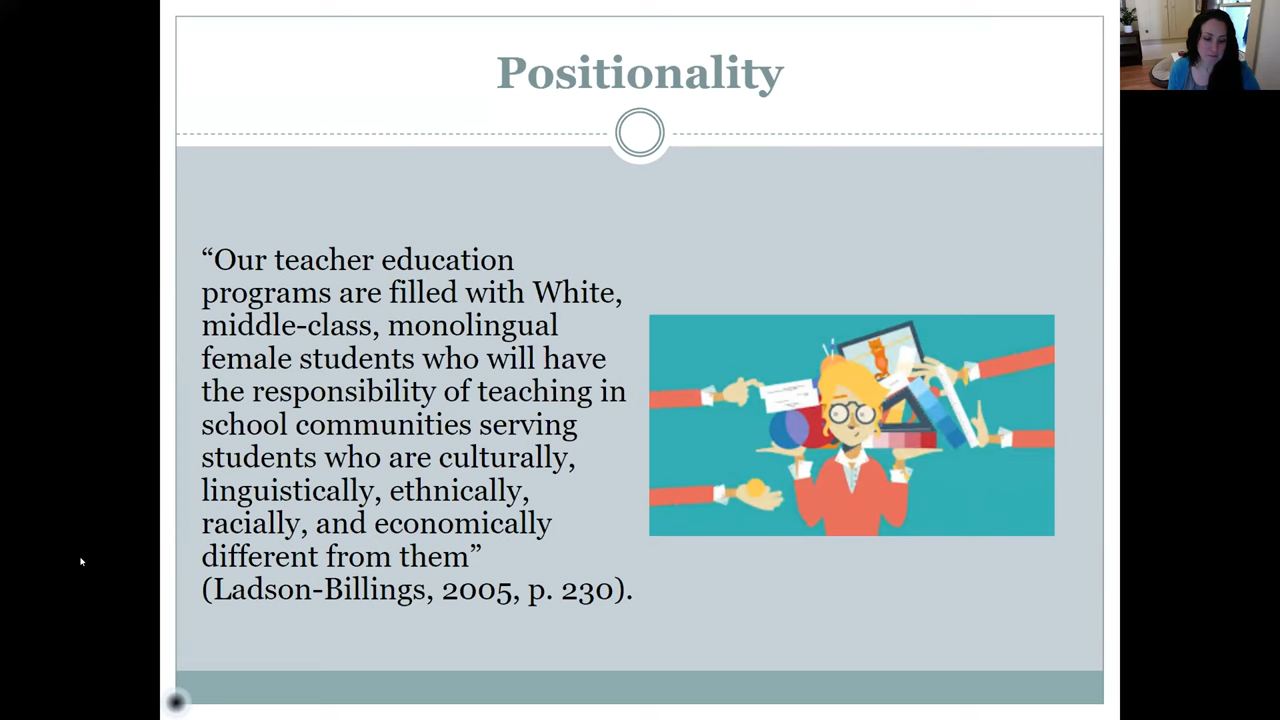 Positionality
“Our teacher education
programs are filled with White,
middle-class, monolingual
female students who will have
the responsibility of teaching in
school communities serving
students who are culturally,
linguistically, ethnically,
racially, and economically
different from them”
(Ladson-Billings, 2005, p. 230).